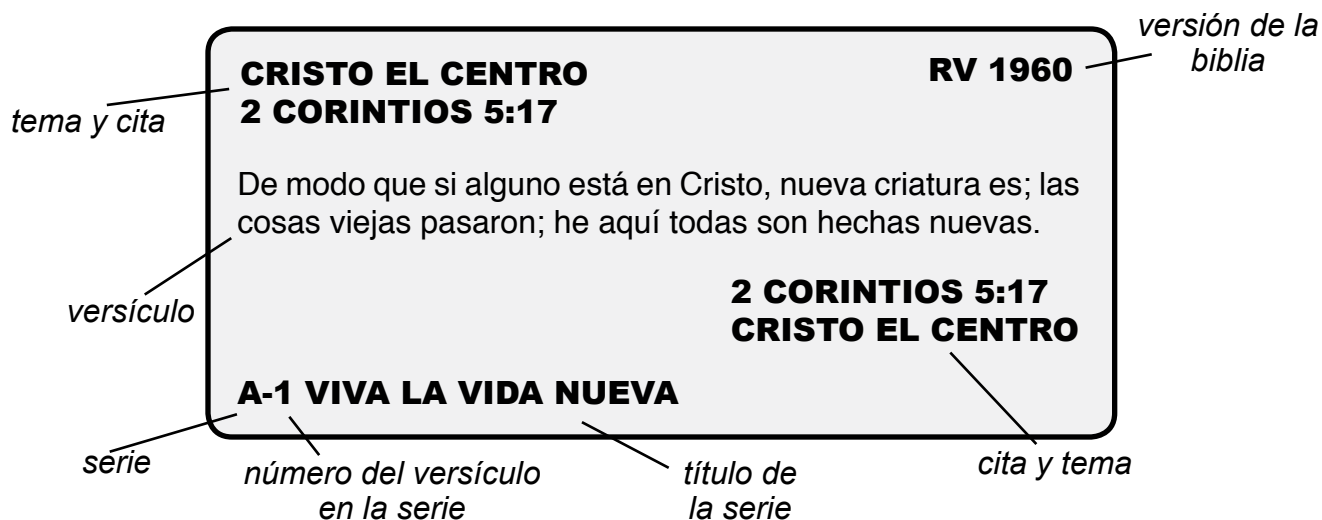 versión de la
biblia
CRISTO EL CENTRO
RV 1960
2 CORINTIOS 5:17
tema y cita
De modo que si alguno está en Cristo, nueva criatura es; las
cosas viejas pasaron; he aquí todas son hechas nuevas.
versículo
2 CORINTIOS 5:17
CRISTO EL CENTRO
A-1 VIVA LA VIDA NUEVA
serie
número del versículo
en la serie
título de
la serie
cita y tema